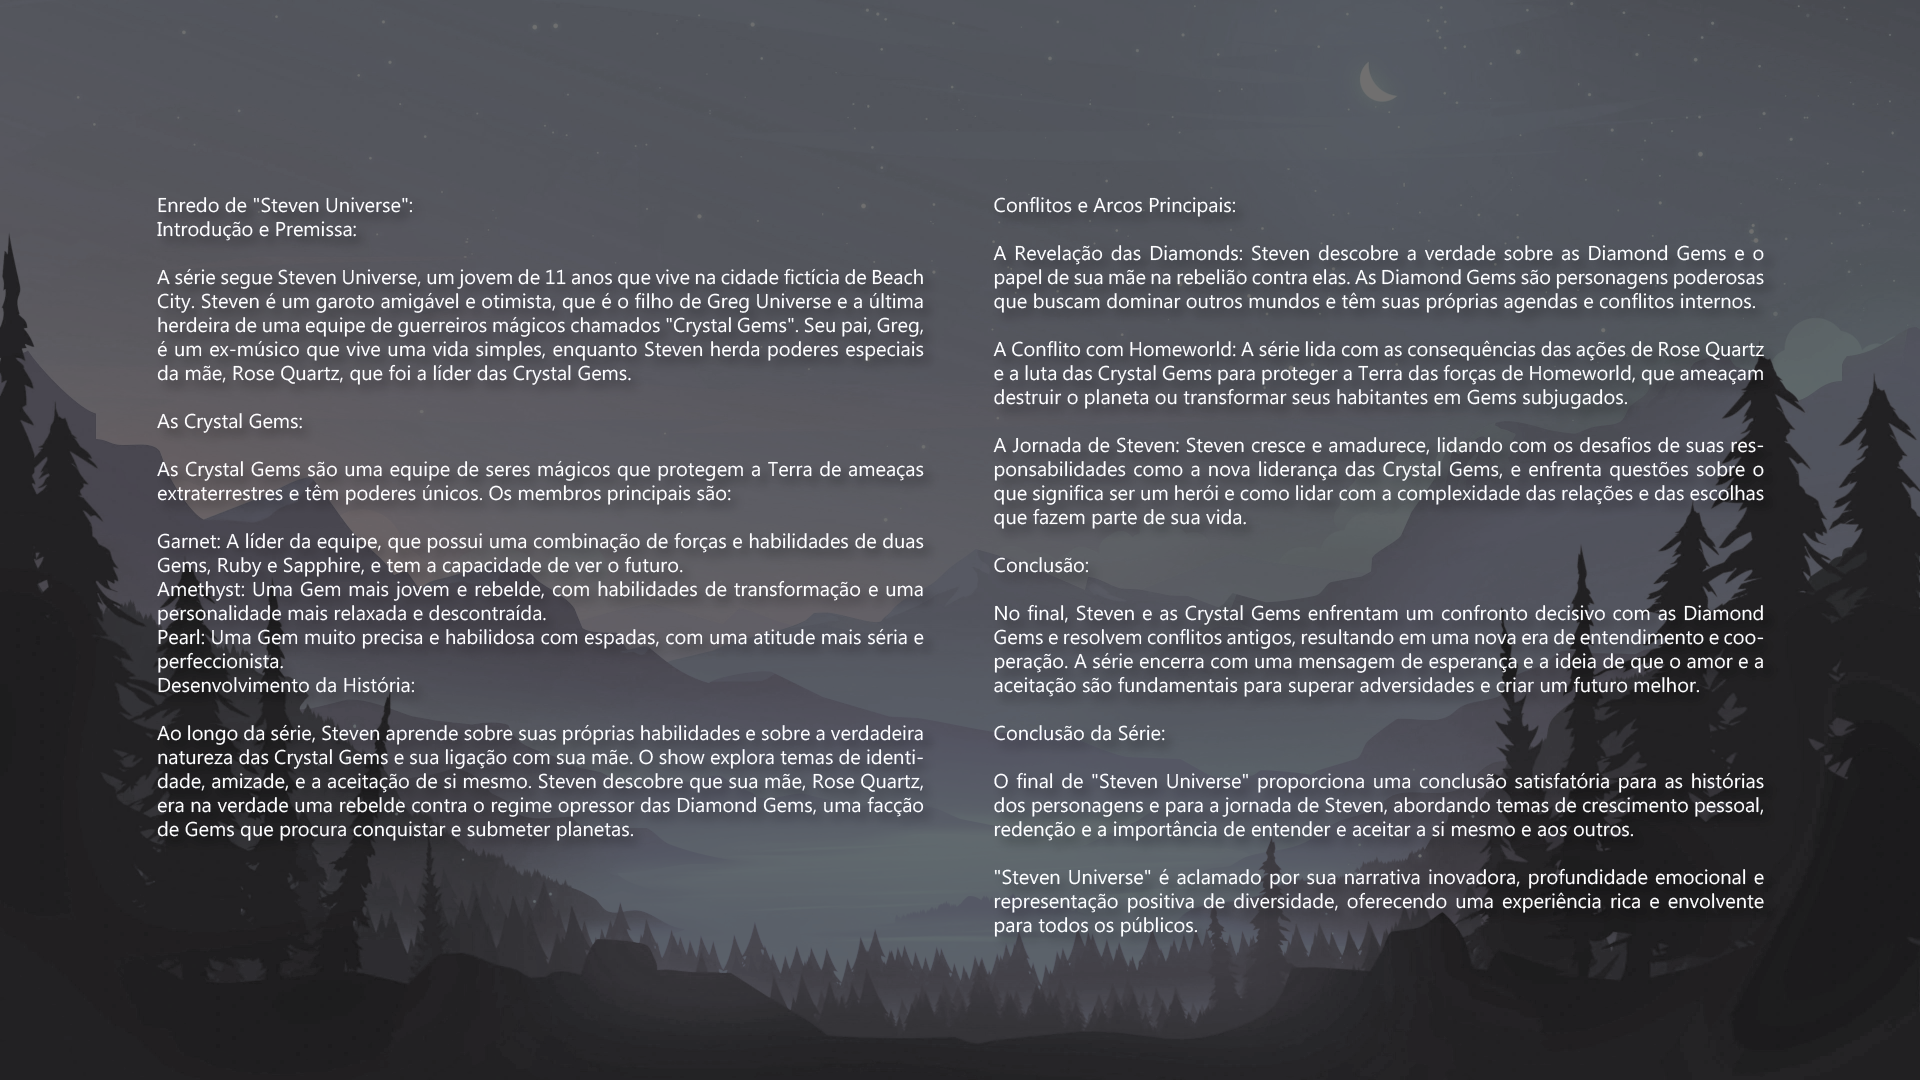 Enredo de "Steven Universe":
Introdução e Premissa:
A série segue Steven Universe, um jovem de 11 anos que vive na cidade fictícia de Beach
City. Steven é um garoto amigável e otimista, que é o filho de Greg Universe e a última
herdeira de uma equipe de guerreiros mágicos chamados "Crystal Gems". Seu pai, Greg,
é um ex-músico que vive uma vida simples, enquanto Steven herda poderes especiais
da mãe, Rose Quartz, que foi a líder das Crystal Gems.
As Crystal Gems:
As Crystal Gems são uma equipe de seres mágicos que protegem a Terra de ameaças
extraterrestres e têm poderes únicos. Os membros principais são:
Garnet: A líder da equipe, que possui uma combinação de forças e habilidades de duas
Gems, Ruby e Sapphire, e tem a capacidade de ver o futuro.
Amethyst: Uma Gem mais jovem e rebelde, com habilidades de transformação e uma
personalidade mais relaxada e descontraída.
Pearl: Uma Gem muito precisa e habilidosa com espadas, com uma atitude mais séria e
perfeccionista.
Desenvolvimento da História:
Ao longo da série, Steven aprende sobre suas próprias habilidades e sobre a verdadeira
natureza das Crystal Gems e sua ligação com sua mãe. O show explora temas de identi-
dade, amizade, e a aceitação de si mesmo. Steven descobre que sua mãe, Rose Quartz,
era na verdade uma rebelde contra o regime opressor das Diamond Gems, uma facção
de Gems que procura conquistar e submeter planetas.
Conflitos e Arcos Principais:
A Revelação das Diamonds: Steven descobre a verdade sobre as Diamond Gems e o
papel de sua mãe na rebelião contra elas. As Diamond Gems são personagens poderosas
que buscam dominar outros mundos e têm suas próprias agendas e conflitos internos.
A Conflito com Homeworld: A série lida com as consequências das ações de Rose Quartz
e a luta das Crystal Gems para proteger a Terra das forças de Homeworld, que ameaçam
destruir o planeta ou transformar seus habitantes em Gems subjugados.
A Jornada de Steven: Steven cresce e amadurece, lidando com os desafios de suas res-
ponsabilidades como a nova liderança das Crystal Gems, e enfrenta questões sobre o
que significa ser um herói e como lidar com a complexidade das relações e das escolhas
que fazem parte de sua vida.
Conclusão:
No final, Steven e as Crystal Gems enfrentam um confronto decisivo com as Diamond
Gems e resolvem conflitos antigos, resultando em uma nova era de entendimento e coo-
peração. A série encerra com uma mensagem de esperança e a ideia de que o amor e a
aceitação são fundamentais para superar adversidades e criar um futuro melhor.
Conclusão da Série:
O final de "Steven Universe" proporciona uma conclusão satisfatória para as histórias
dos personagens e para a jornada de Steven, abordando temas de crescimento pessoal,
redenção e a importância de entender e aceitar a si mesmo e aos outros.
"Steven Universe" é aclamado por sua narrativa inovadora, profundidade emocional e
representação positiva de diversidade, oferecendo uma experiência rica e envolvente
para todos os públicos.